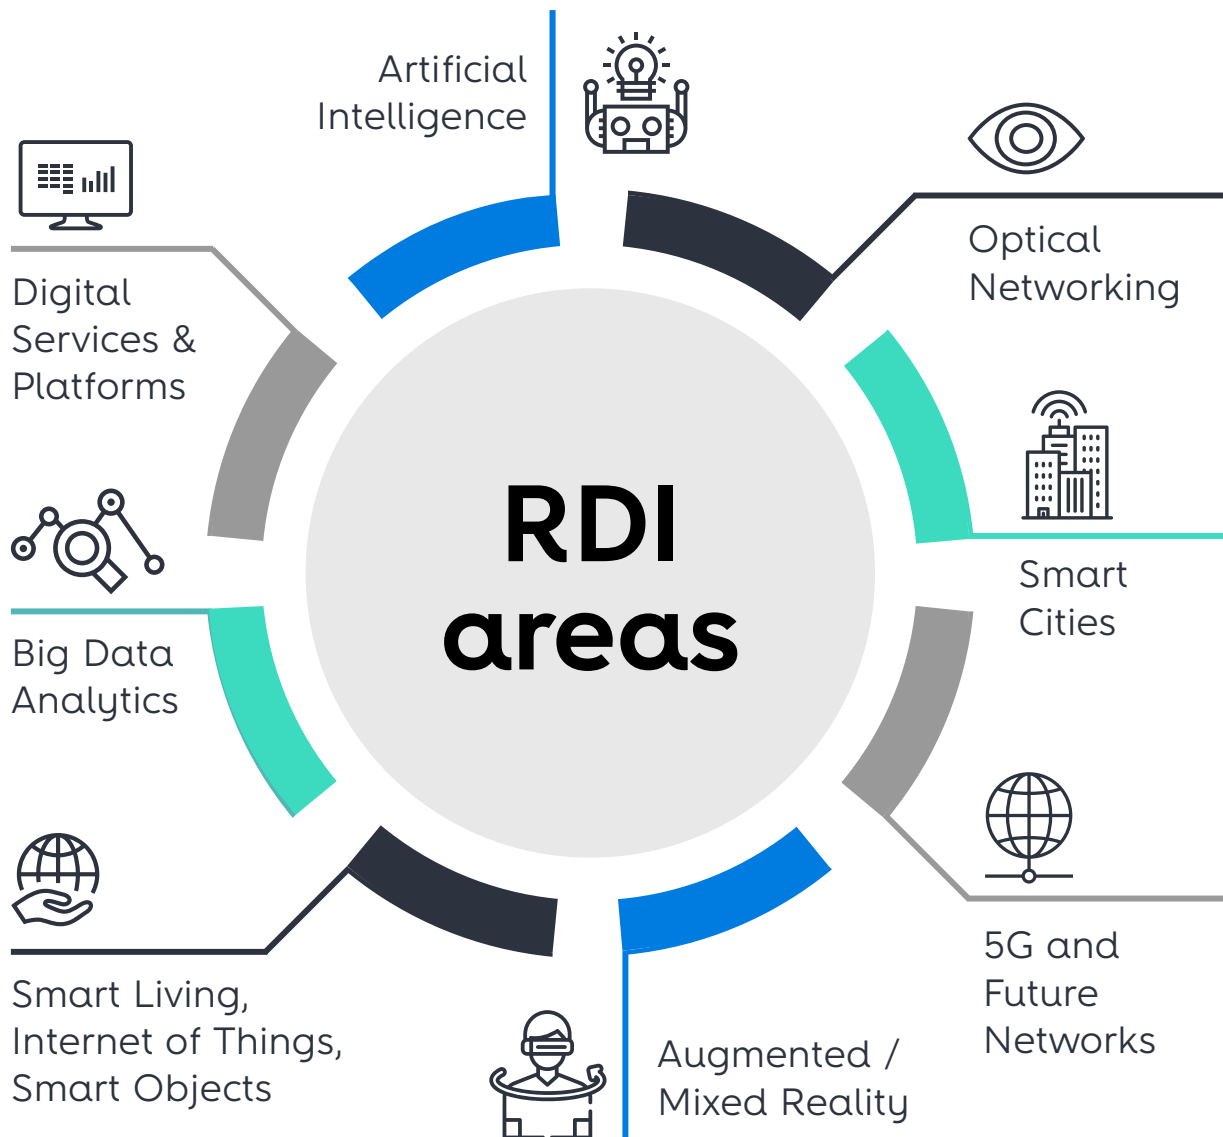 Artificial
Intelligence
Optical
Networking
Digital
Services &
Platforms
RDI
areas
Smart
Cities
Big Data
Analytics
5G and
Future
Networks
Smart Living,
Internet of Things,
Smart Objects
Augmented /
Mixed Reality